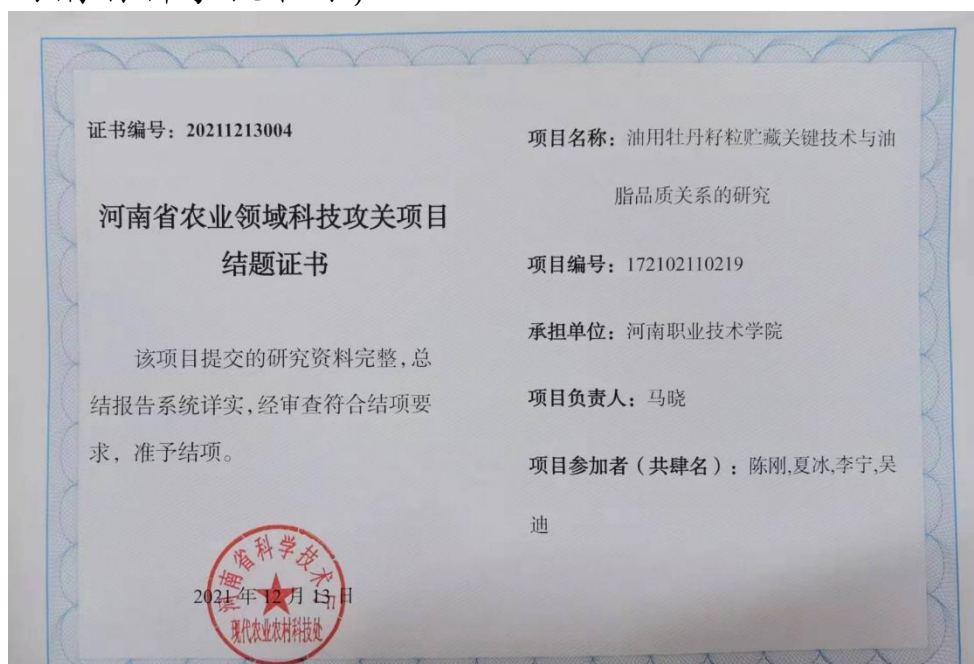 证书编号：20211213004
河南省农业领域科技攻关项目
结题证书
该项目提交的研究资料完整，总
结报告系统详实，经审查符合结项要
求，准予结项。
2021年12月13日
河南省科学技术厅
现代农业农村科技处
项目名称：油用牡丹籽粒贮藏关键技术与油
脂品质关系的研究
项目编号：172102110219
承担单位：河南职业技术学院
项目负责人：马晓
项目参加者（共肆名）：陈刚,夏冰,李宁,吴
迪